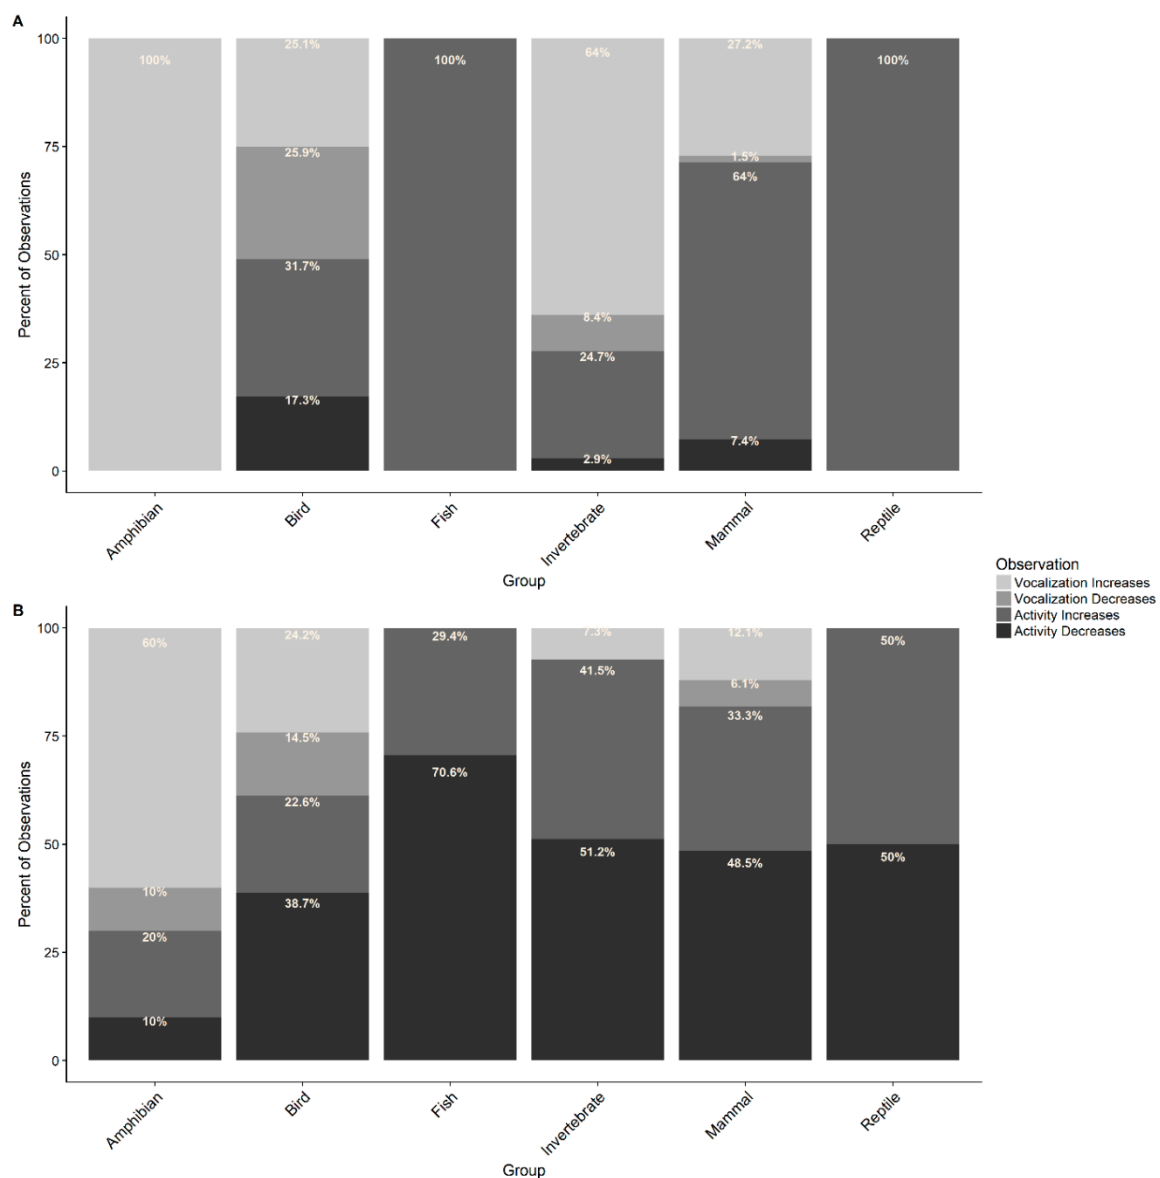 A
100
75
50
25
0
Percent of Observations
100%
25.1%
25.9%
31.7%
17.3%
100%
64%
8.4%
24.7%
2.9%
27.2%
1.5%
64%
7.4%
100%
Amphibian
Bird
Fish
Invertebrate
Mammal
Reptile
Group
Observation
Vocalization Increases
Vocalization Decreases
Activity Increases
Activity Decreases
B
100
75
50
25
0
Percent of Observations
60%
10%
20%
10%
24.2%
14.5%
22.6%
38.7%
29.4%
70.6%
7.3%
41.5%
51.2%
12.1%
6.1%
33.3%
48.5%
50%
50%
Amphibian
Bird
Fish
Invertebrate
Mammal
Reptile
Group